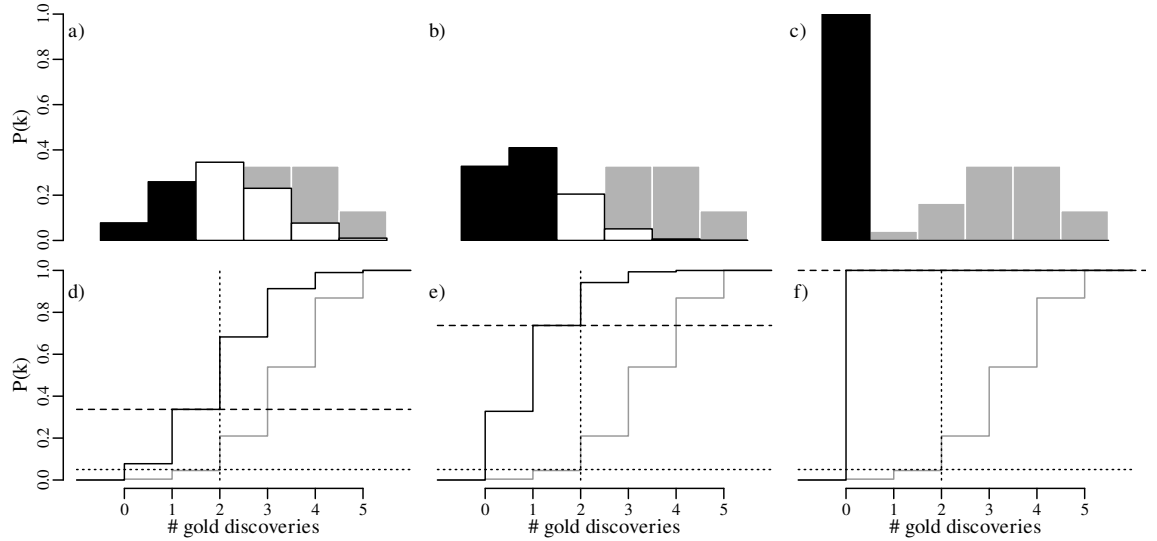 a) b) c)
P(k)
0.0 0.2 0.4 0.6 0.8 1.0
d) e) f)
P(k)
0.0 0.2 0.4 0.6 0.8 1.0
0 1 2 3 4 5 0 1 2 3 4 5 0 1 2 3 4 5
# gold discoveries # gold discoveries # gold discoveries